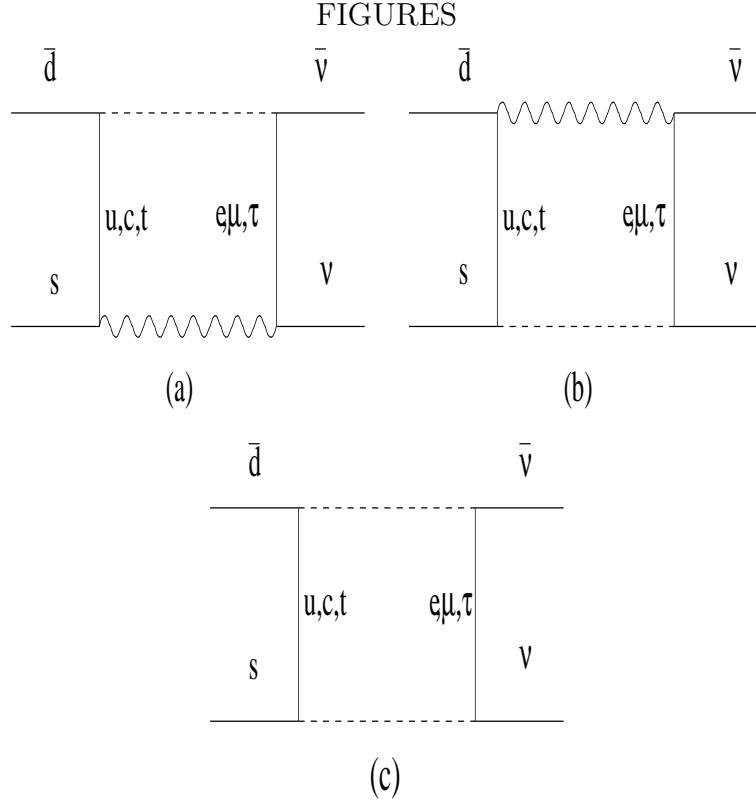 FIGURES
d̄ ν̄ d̄ ν̄
u,c,t e,μ,τ u,c,t e,μ,τ
s ν s ν
(a) (b)
d̄ ν̄
u,c,t e,μ,τ
s ν
(c)